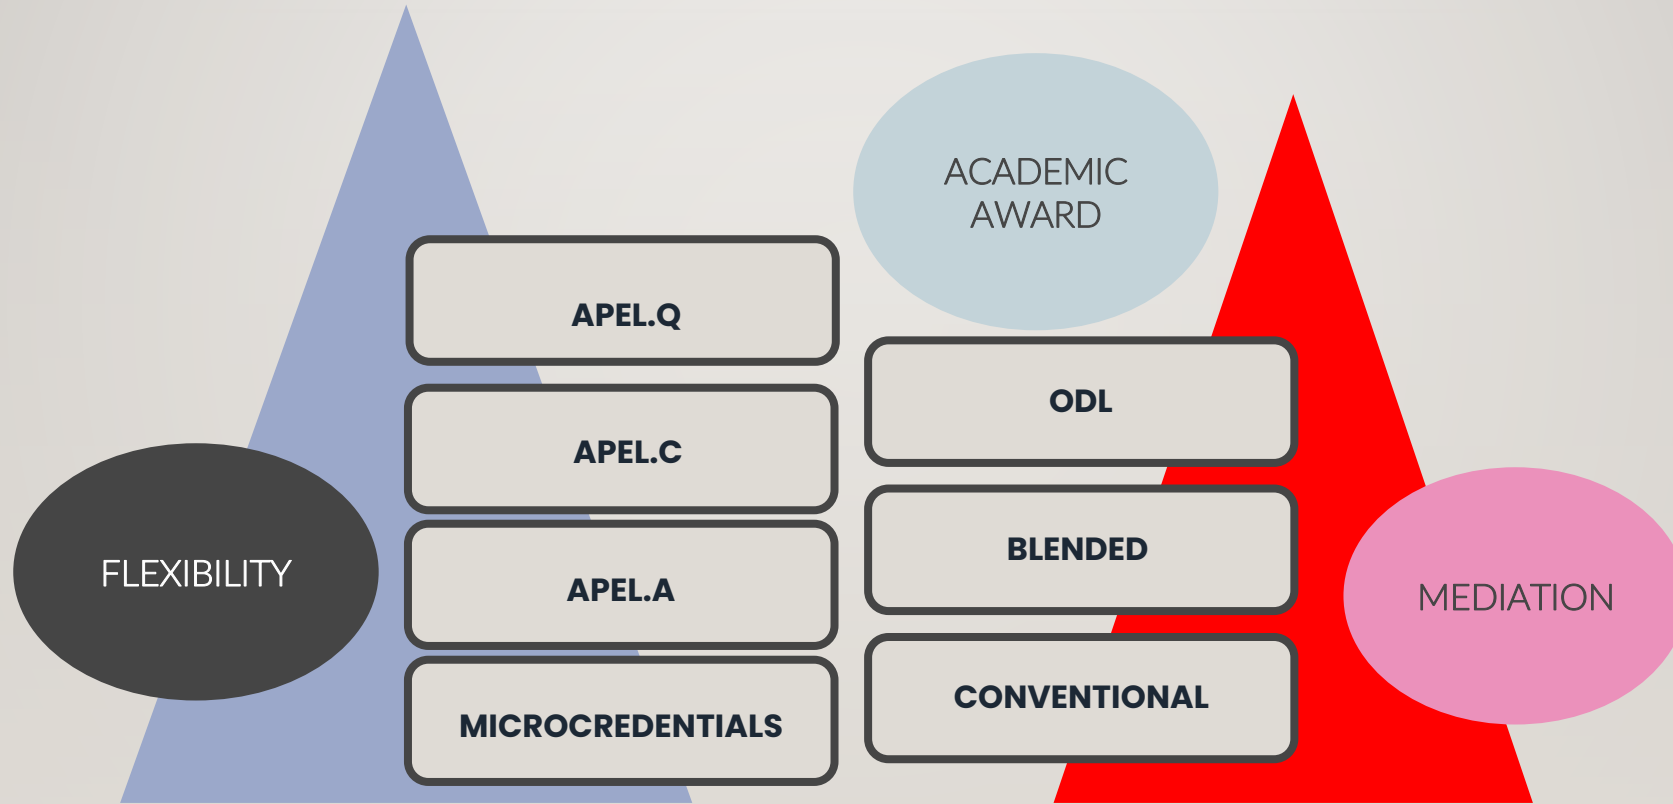 ACADEMIC
AWARD
APEL.Q
APEL.C
APEL.A
MICROCREDENTIALS
FLEXIBILITY
ODL
BLENDED
CONVENTIONAL
MEDIATION